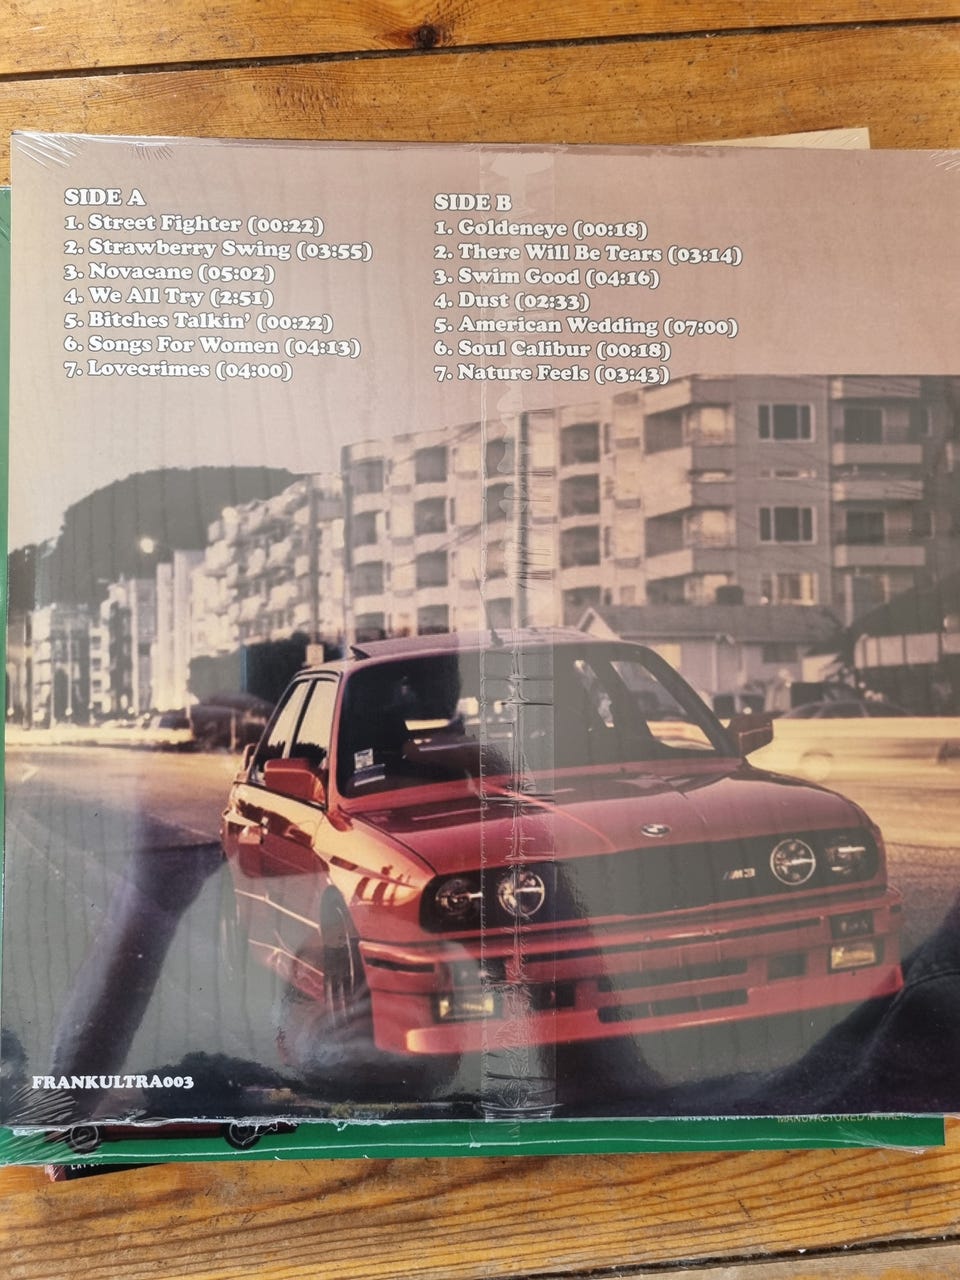 SIDE A
1. Street Fighter (00:22)
2. Strawberry Swing (03:55)
3. Novacane (05:02)
4. We All Try (2:51)
5. Bitches Talkin' (00:22)
6. Songs For Women (04:13)
7. Lovecrimes (04:00)
SIDE B
1. Goldeneye (00:18)
2. There Will Be Tears (03:14)
3. Swim Good (04:16)
4. Dust (02:33)
5. American Wedding (07:00)
6. Soul Calibur (00:18)
7. Nature Feels (03:43)
M3
FRANKULTRA003